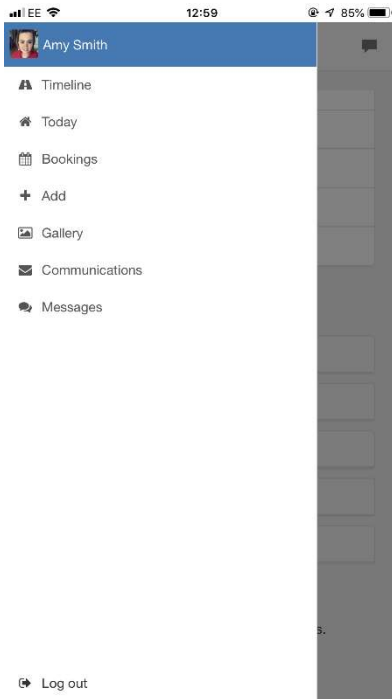 EE 12:59 85%
Amy Smith
Timeline
Today
Bookings
Add
Gallery
Communications
Messages
s.
Log out